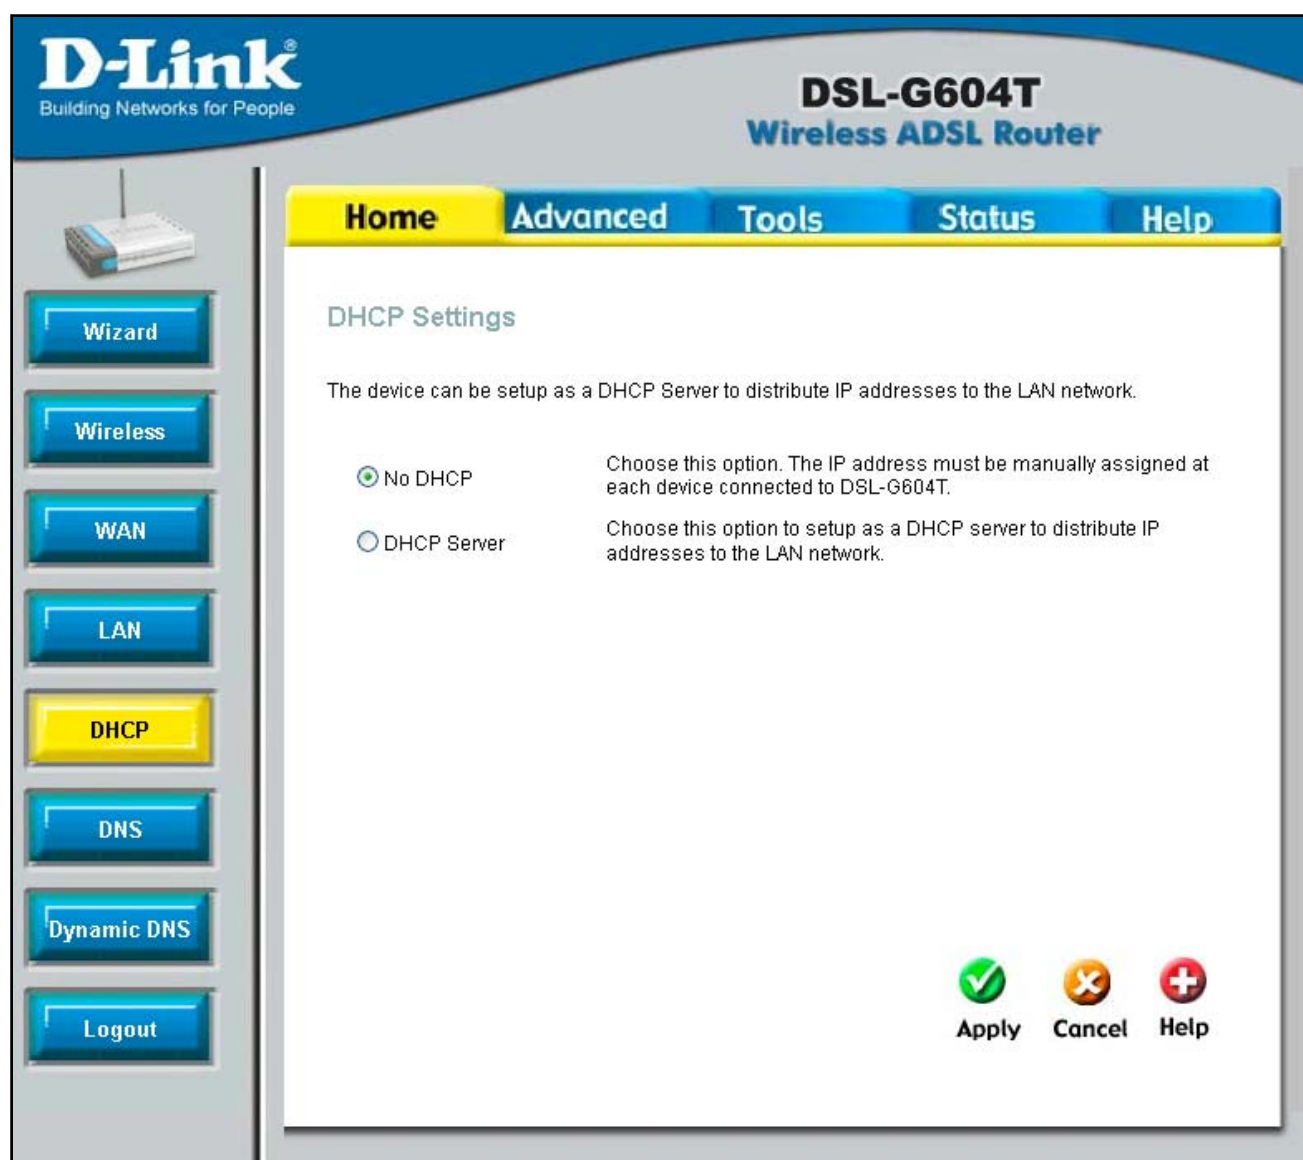 D-Link®
Building Networks for People
DSL-G604T
Wireless ADSL Router
Home Advanced Tools Status Help
Wizard
Wireless
WAN
LAN
DHCP
DNS
Dynamic DNS
Logout
DHCP Settings
The device can be setup as a DHCP Server to distribute IP addresses to the LAN network.
No DHCP
Choose this option. The IP address must be manually assigned at
each device connected to DSL-G604T.
DHCP Server
Choose this option to setup as a DHCP server to distribute IP
addresses to the LAN network.
Apply Cancel Help